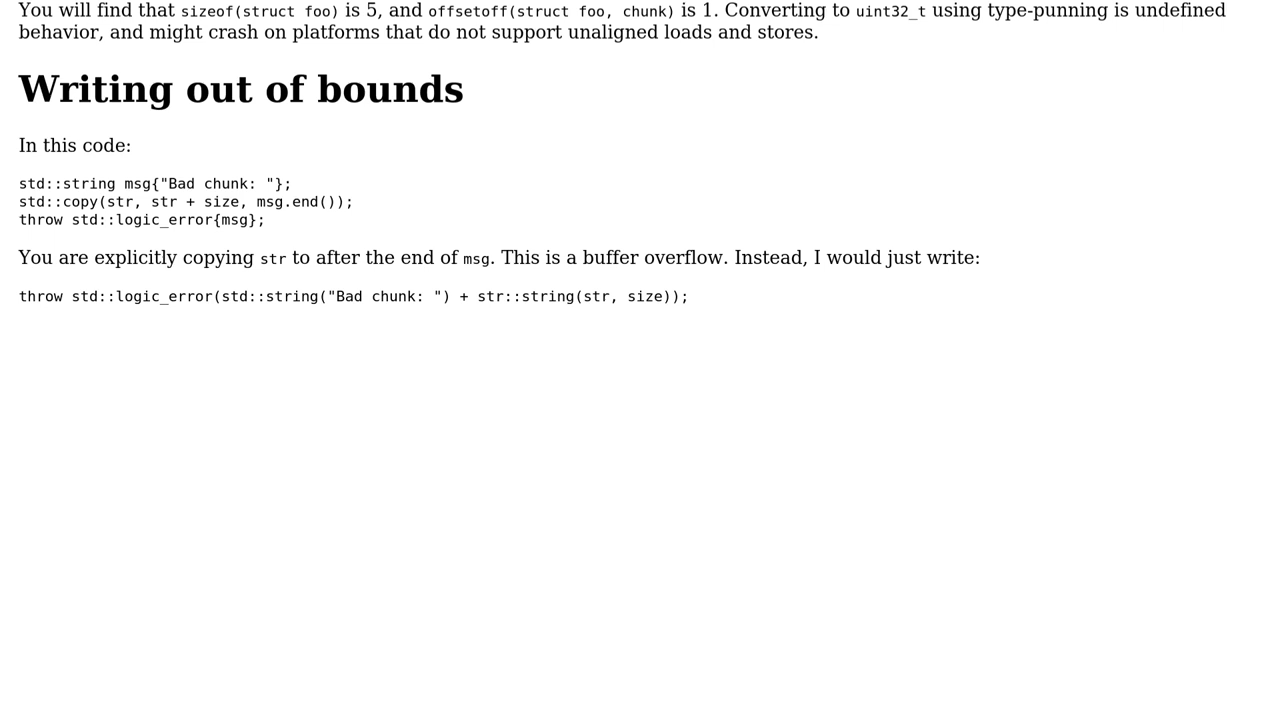 You will find that sizeof(struct foo) is 5, and offsetoff(struct foo, chunk) is 1. Converting to uint32_t using type-punning is undefined
behavior, and might crash on platforms that do not support unaligned loads and stores.
Writing out of bounds
In this code:
std::string msg{"Bad chunk: "};
std::copy(str, str + size, msg.end());
throw std::logic_error{msg};
You are explicitly copying str to after the end of msg. This is a buffer overflow. Instead, I would just write:
throw std::logic_error(std::string("Bad chunk: ") + str::string(str, size));